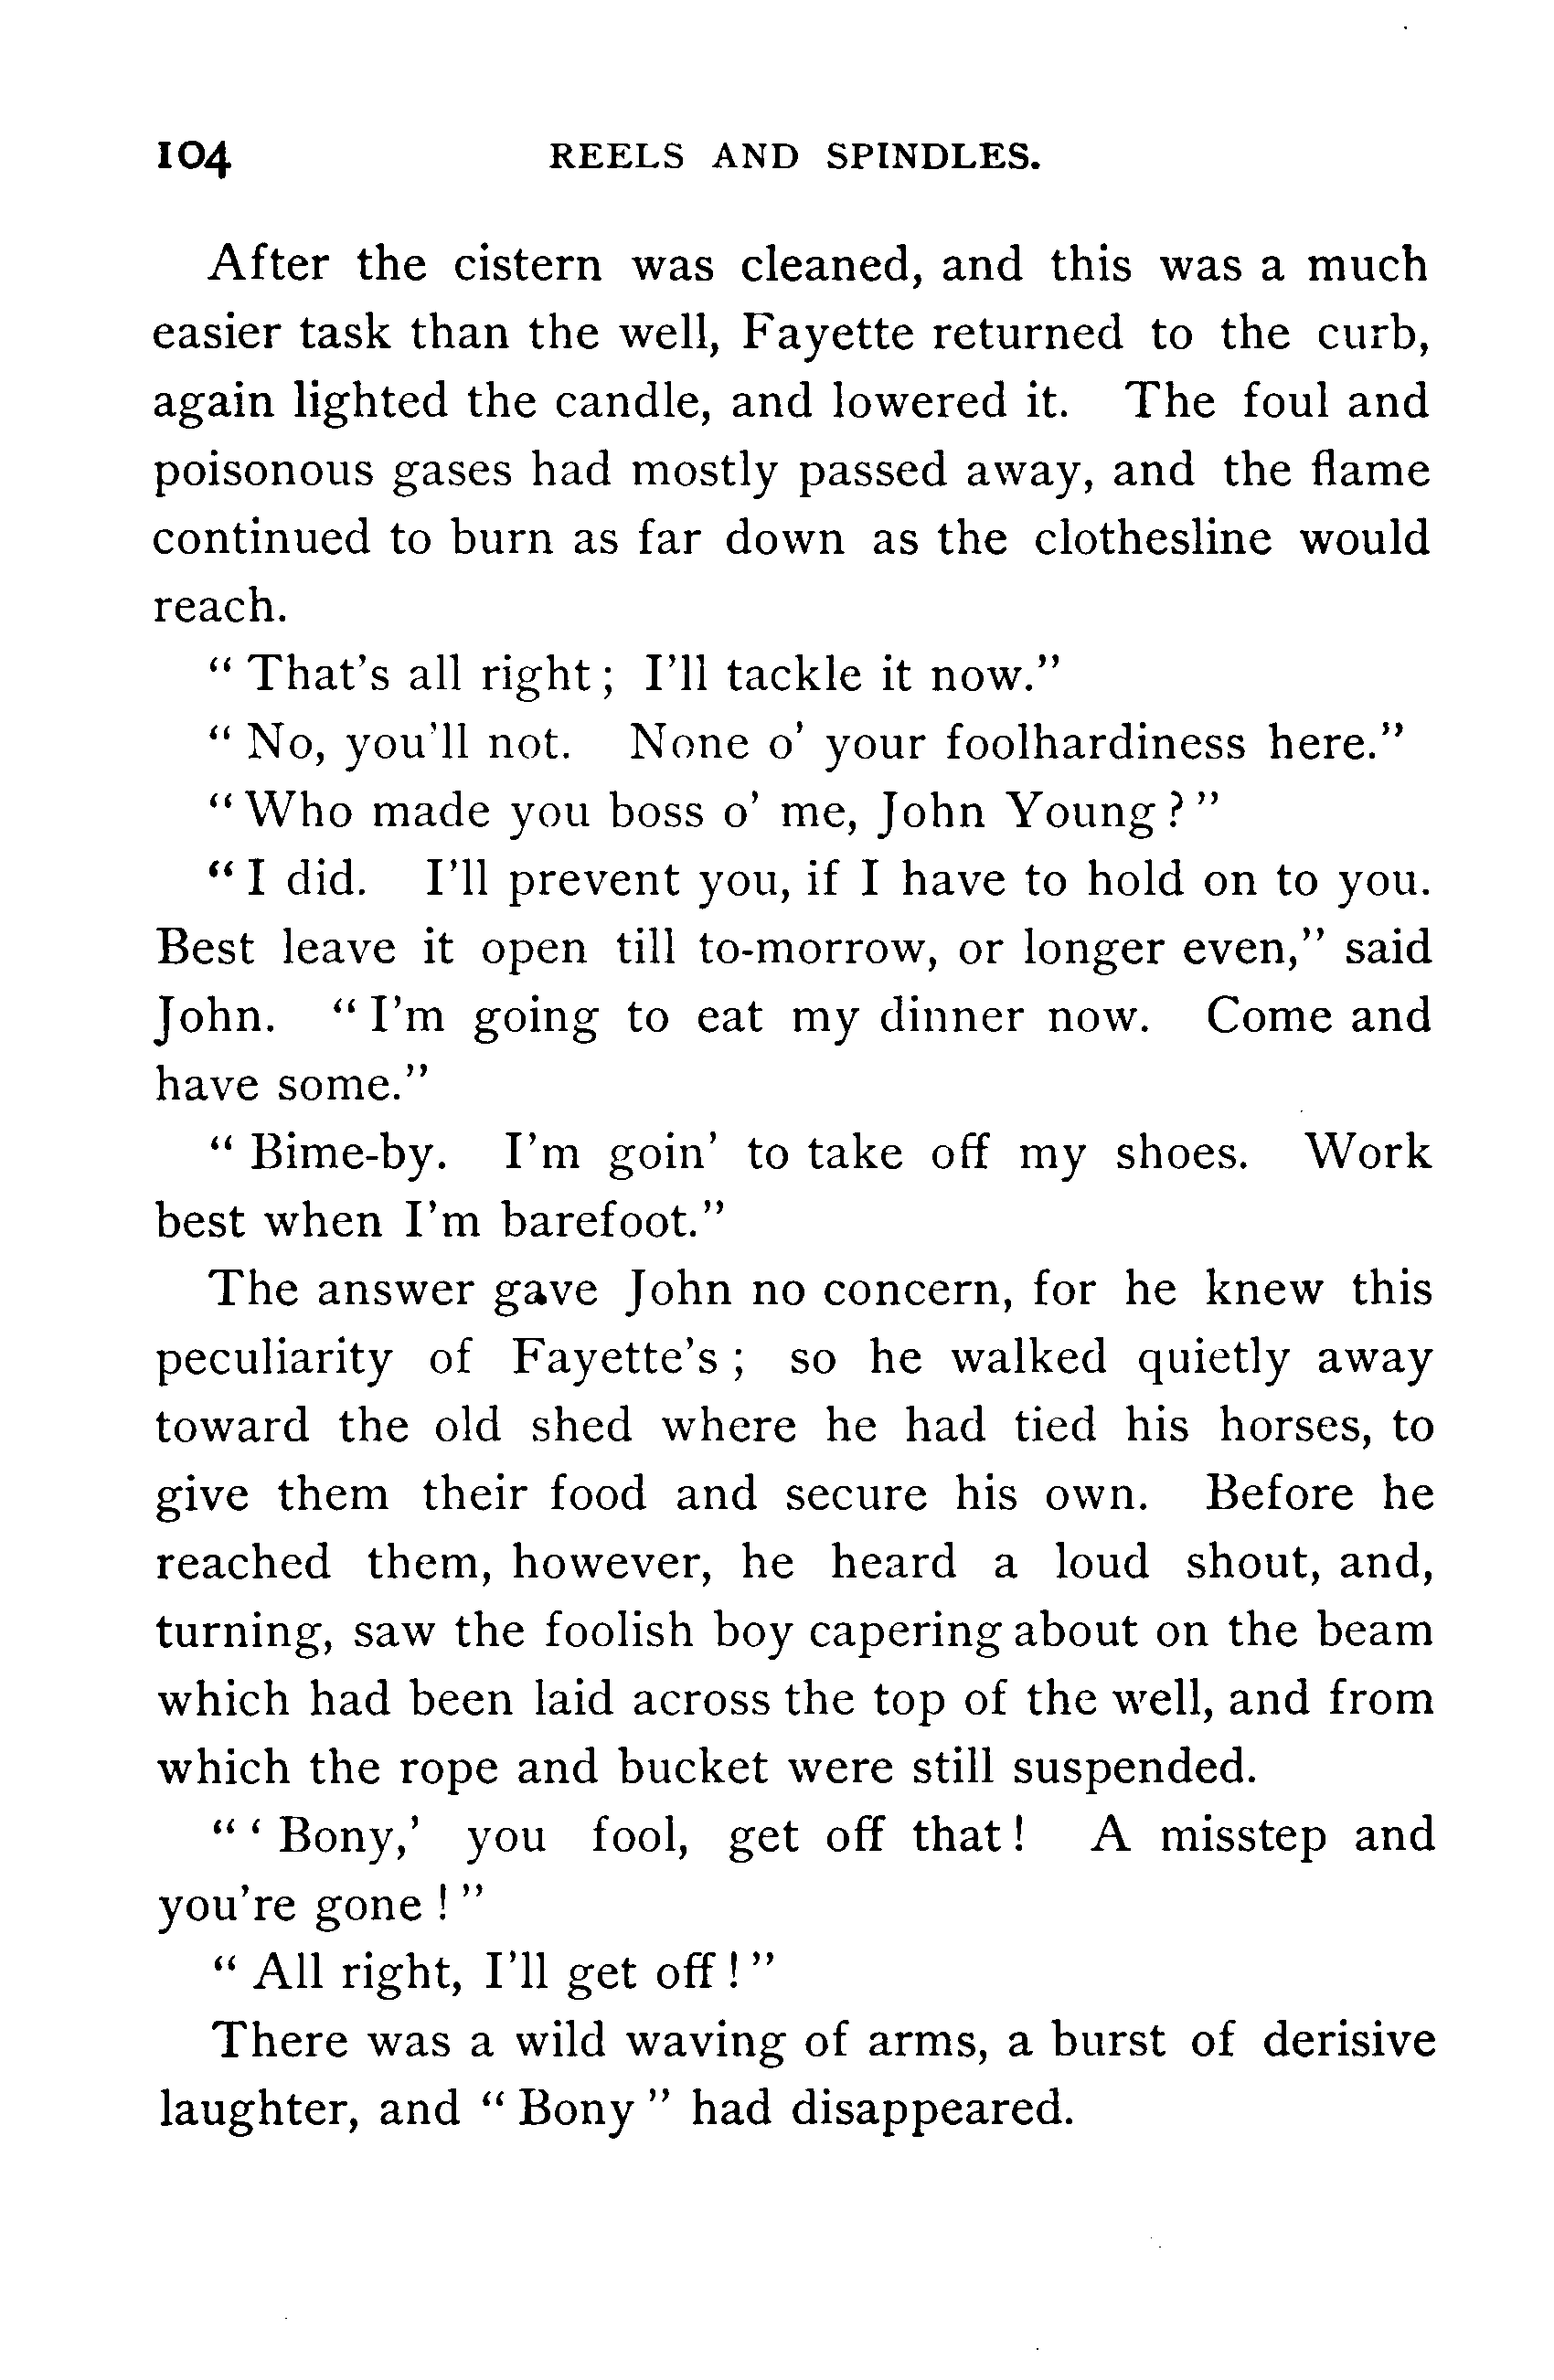 104 REELS AND SPINDLES.
After the cistern was cleaned, and this was a much
easier task than the well, Fayette returned to the curb,
again lighted the candle, and lowered it. The foul and
poisonous gases had mostly passed away, and the flame
continued to burn as far down as the clothesline would
reach.
“ That’s all right ; I’ll tackle it now.”
“ No, you’ll not. None o’ your foolhardiness here.”
“ Who made you boss o’ me, John Young ? ”
“ I did. I’ll prevent you, if I have to hold on to you.
Best leave it open till to-morrow, or longer even,” said
John. “ I’m going to eat my dinner now. Come and
have some.”
“ Bime-by. I’m goin’ to take off my shoes. Work
best when I’m barefoot.”
The answer gave John no concern, for he knew this
peculiarity of Fayette’s ; so he walked quietly away
toward the old shed where he had tied his horses, to
give them their food and secure his own. Before he
reached them, however, he heard a loud shout, and,
turning, saw the foolish boy capering about on the beam
which had been laid across the top of the well, and from
which the rope and bucket were still suspended.
“ ‘ Bony,’ you fool, get off that ! A misstep and
you’re gone ! ”
“ All right, I’ll get off ! ”
There was a wild waving of arms, a burst of derisive
laughter, and “ Bony ” had disappeared.